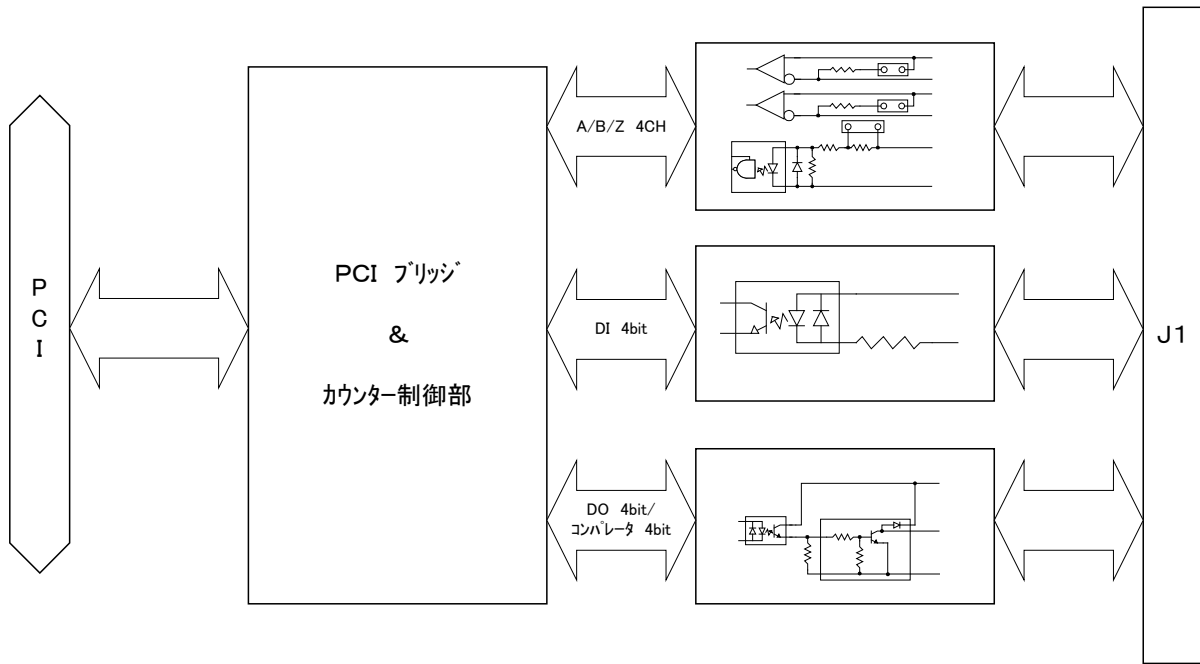 P
C
I
PCI ﾌﾞﾘｯｼﾞ
&
ｶｳﾝﾀｰ制御部
A/B/Z 4CH
DI 4bit
DO 4bit/
ｺﾝﾊﾟﾚｰﾀ 4bit
J1